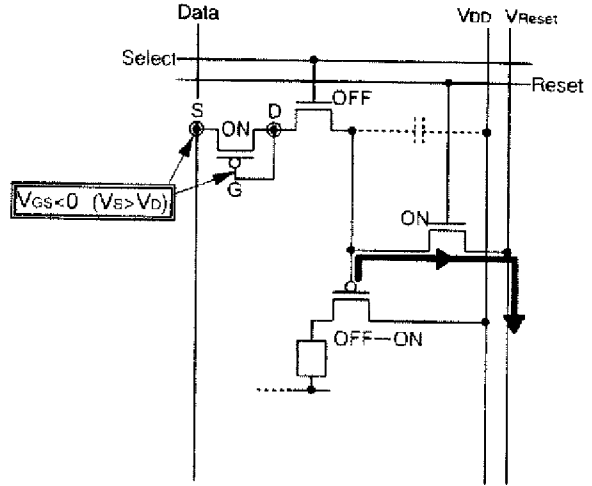 Data
VDD VReset
Select
Reset
S
D
OFF
ON
G
VGS<0 (VS>VD)
ON
OFF—ON